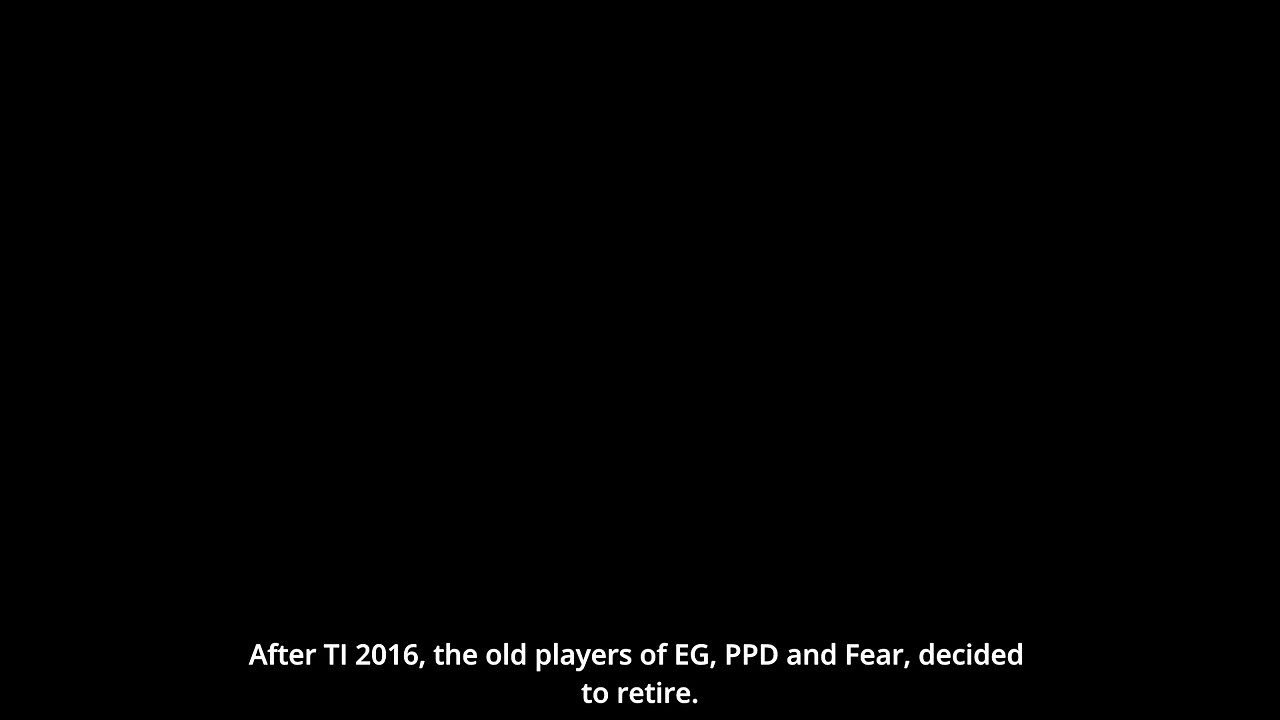 After TI 2016, the old players of EG, PPD and Fear, decided
to retire.